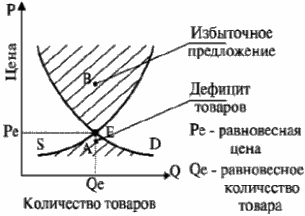 P
Цена
Избыточное
предложение
B
Дефицит
товаров
Pe
E
A
S
D
Q
Qe
Количество товаров
Pe - равновесная
цена
Qe - равновесное
количество
товара